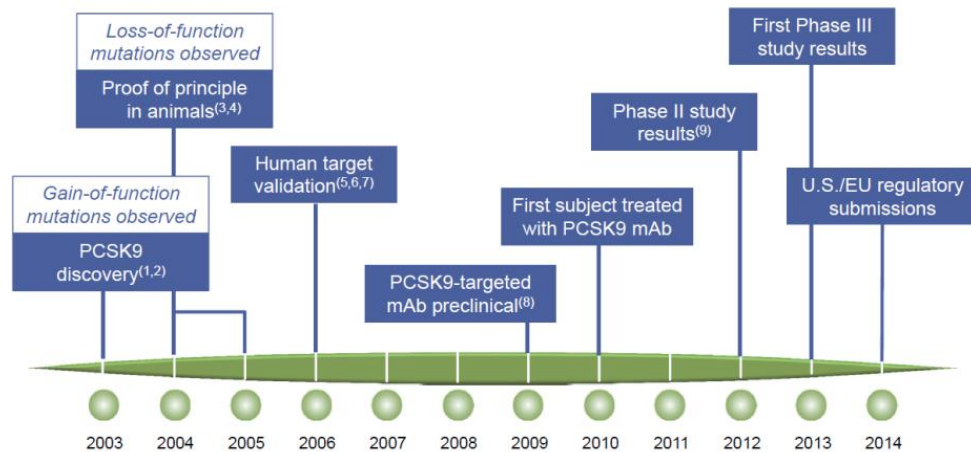 Loss-of-function
mutations observed
Proof of principle
in animals(3,4)
Gain-of-function
mutations observed
PCSK9
discovery(1,2)
Human target
validation(5,6,7)
PCSK9-targeted
mAb preclinical(8)
First subject treated
with PCSK9 mAb
Phase II study
results(9)
First Phase III
study results
U.S./EU regulatory
submissions
2003 2004 2005 2006 2007 2008 2009 2010 2011 2012 2013 2014